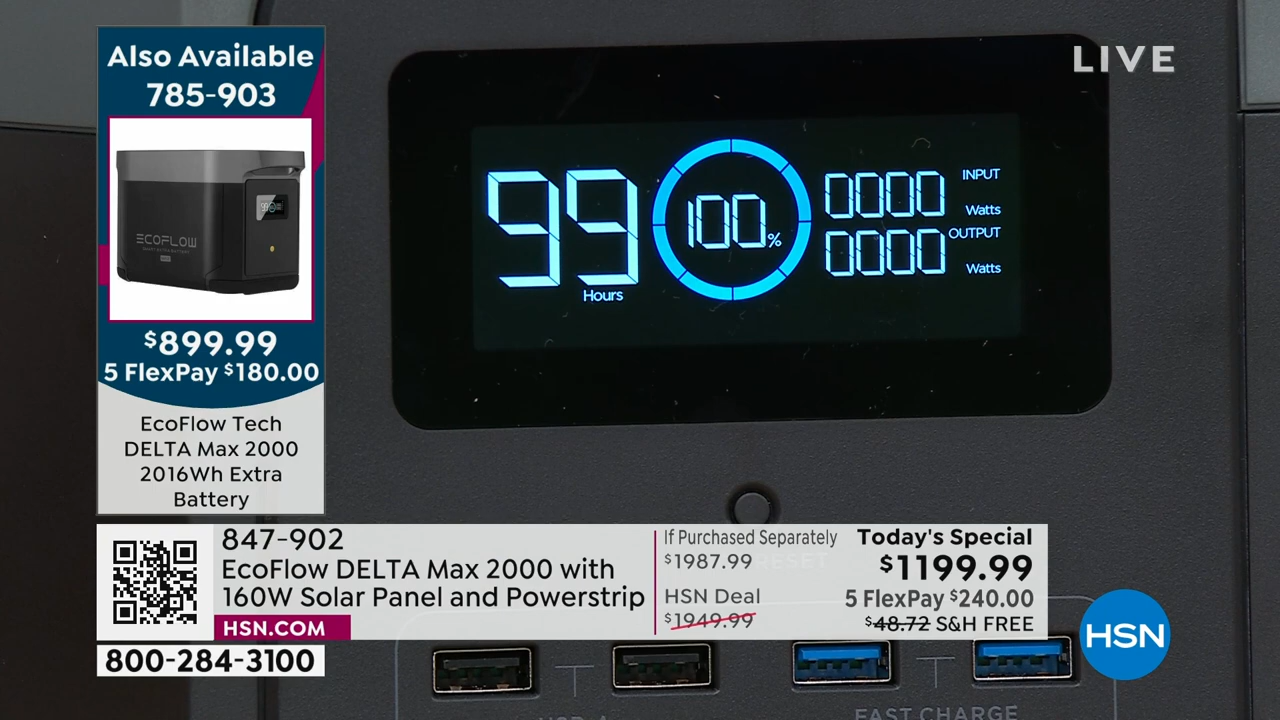 Also Available
785-903
99
ECOFLOW
$899.99
5 FlexPay $180.00
EcoFlow Tech
DELTA Max 2000
2016Wh Extra
Battery
LIVE
99
Hours
100%
0000
INPUT
Watts
0000
OUTPUT
Watts
RESET
847-902
EcoFlow DELTA Max 2000 with
160W Solar Panel and Powerstrip
HSN.COM
800-284-3100
If Purchased Separately
$1987.99
HSN Deal
$1949.99
Today's Special
$1199.99
5 FlexPay $240.00
$48.72 S&H FREE
HSN
USB-A
FAST CHARGE